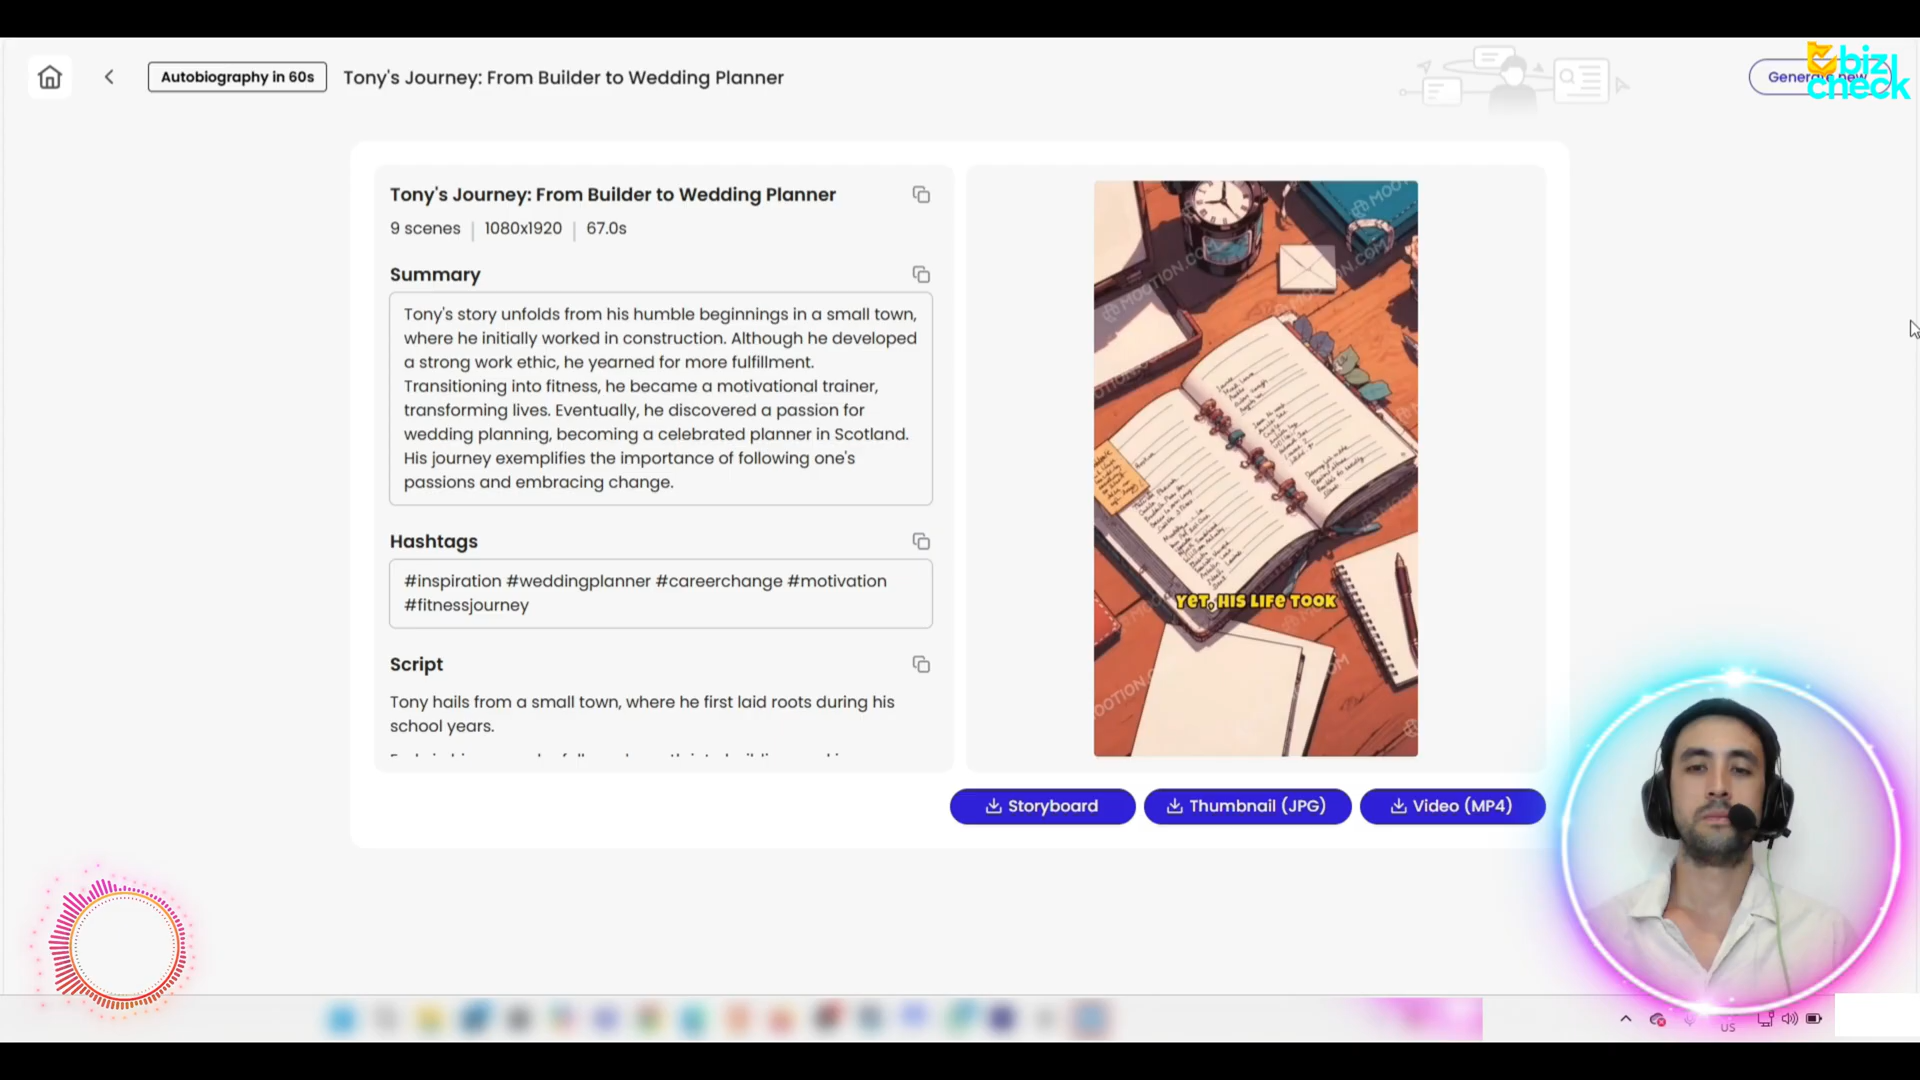 Autobiography in 60s
Tony's Journey: From Builder to Wedding Planner
Generate new
bizi
check
Tony's Journey: From Builder to Wedding Planner
9 scenes | 1080x1920 | 67.0s
Summary
Tony's story unfolds from his humble beginnings in a small town,
where he initially worked in construction. Although he developed
a strong work ethic, he yearned for more fulfillment.
Transitioning into fitness, he became a motivational trainer,
transforming lives. Eventually, he discovered a passion for
wedding planning, becoming a celebrated planner in Scotland.
His journey exemplifies the importance of following one's
passions and embracing change.
Hashtags
#inspiration #weddingplanner #careerchange #motivation
#fitnessjourney
Script
Tony hails from a small town, where he first laid roots during his
school years.
MOOTION.COM
YET, HIS LIFE TOOK
Storyboard
Thumbnail (JPG)
Video (MP4)
US